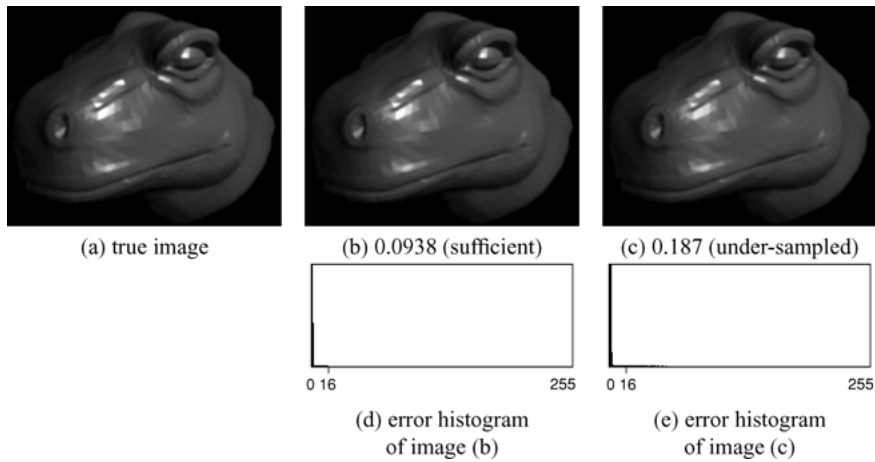 (a) true image
(b) 0.0938 (sufficient)
(c) 0.187 (under-sampled)
0 16 255
0 16 255
(d) error histogram
of image (b)
(e) error histogram
of image (c)